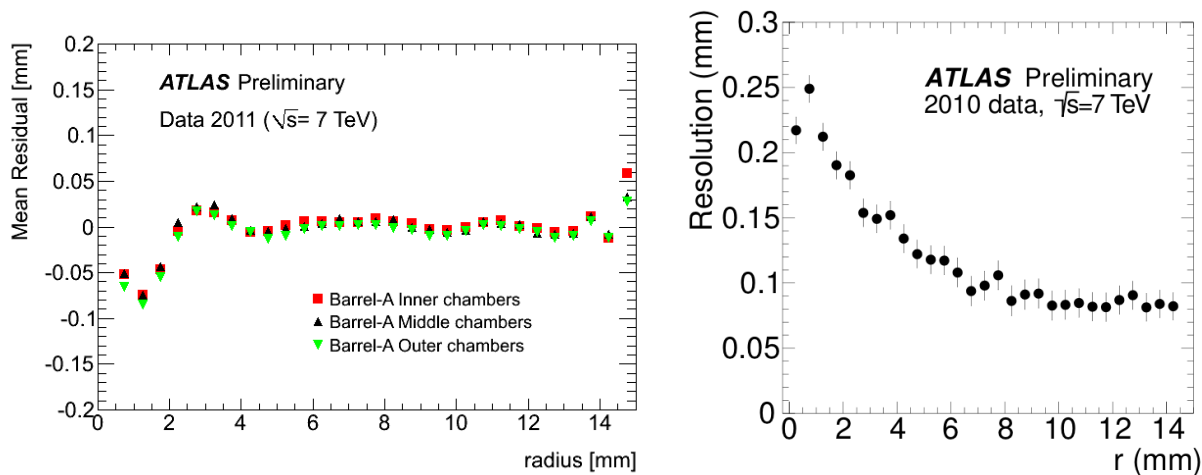 Mean Residual [mm]
0.2
0.15
0.1
0.05
0
-0.05
-0.1
-0.15
-0.2
ATLAS Preliminary
Data 2011 (√s= 7 TeV)
Barrel-A Inner chambers
Barrel-A Middle chambers
Barrel-A Outer chambers
0 2 4 6 8 10 12 14
radius [mm]
Resolution (mm)
0.3
0.25
0.2
0.15
0.1
0.05
0
ATLAS Preliminary
2010 data, √s=7 TeV
0 2 4 6 8 10 12 14
r (mm)